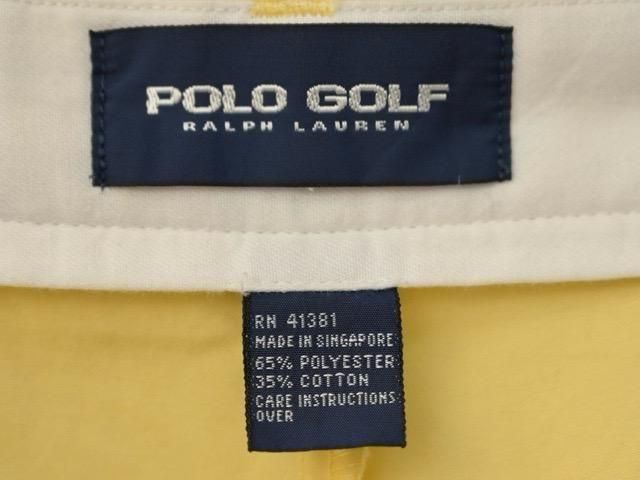 POLO GOLF
RALPH LAUREN
RN 41381
MADE IN SINGAPORE
65% POLYESTER
35% COTTON
CARE INSTRUCTIONS
OVER